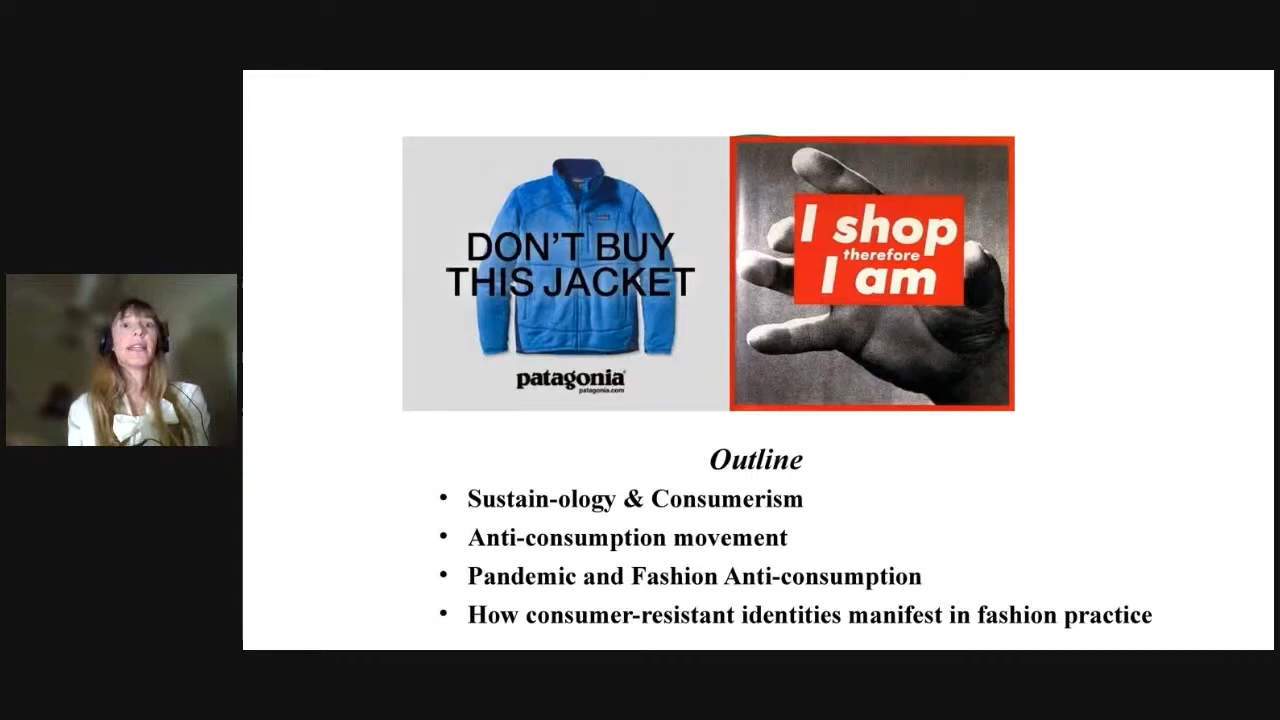 DON'T BUY
THIS JACKET
patagonia
patagonia.com
I shop
therefore
I am
Outline
• Sustain-ology & Consumerism
• Anti-consumption movement
• Pandemic and Fashion Anti-consumption
• How consumer-resistant identities manifest in fashion practice